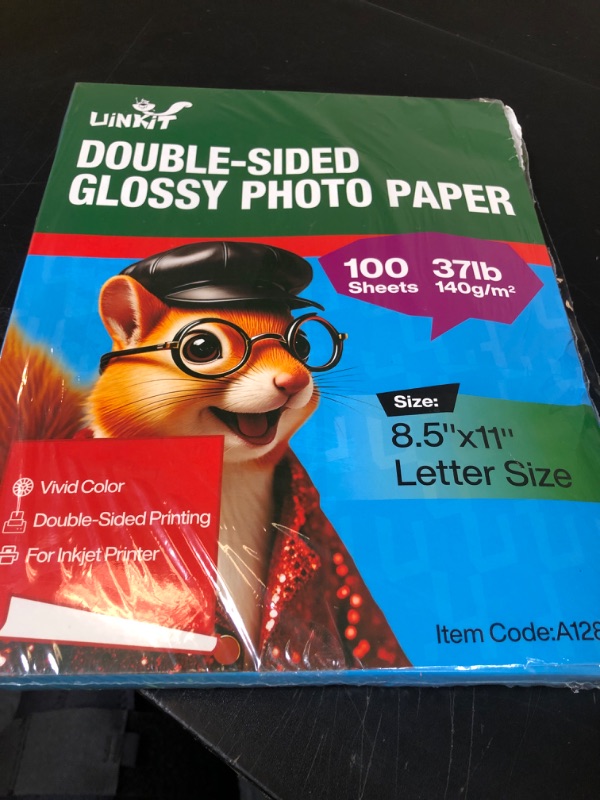 UiNKiT
DOUBLE-SIDED
GLOSSY PHOTO PAPER
100 37lb
Sheets 140g/m²
Size:
8.5"x11"
Letter Size
Vivid Color
Double-Sided Printing
For Inkjet Printer
Item Code:A128